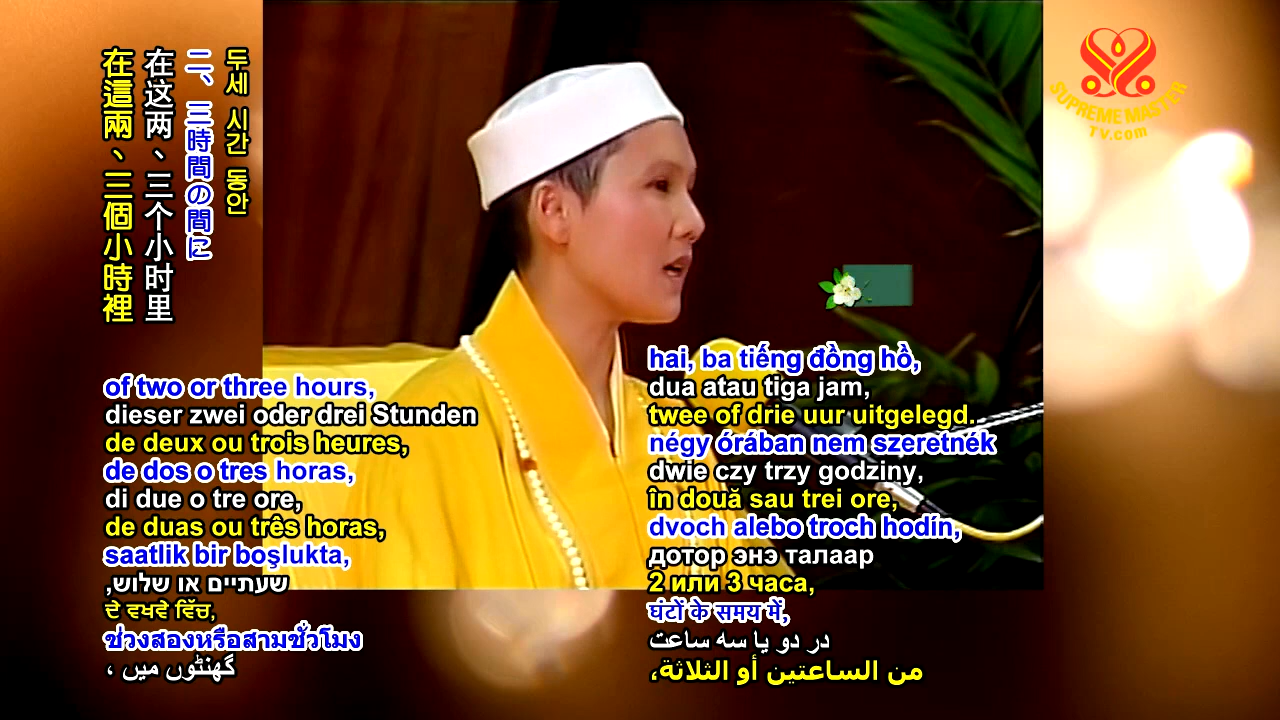 두세 시간 동안
二、三時間の間に
在这两、三个小时里
在這兩、三個小時裡
SUPREME MASTER
TV.com
of two or three hours,
dieser zwei oder drei Stunden
de deux ou trois heures,
de dos o tres horas,
di due o tre ore,
de duas ou três horas,
saatlik bir boşlukta,
שעתיים או שלוש,
ਦੇ ਵਖਵੇ ਵਿੱਚ,
ช่วงสองหรือสามชั่วโมง
گھنٹوں میں ،
hai, ba tiếng đồng hồ,
dua atau tiga jam,
twee of drie uur uitgelegd.
négy órában nem szeretnék
dwie czy trzy godziny,
în două sau trei ore,
dvoch alebo troch hodín,
дотор энэ талаар
2 или 3 часа,
घंटों के समय में,
در دو یا سه ساعت
من الساعتين أو الثلاثة،